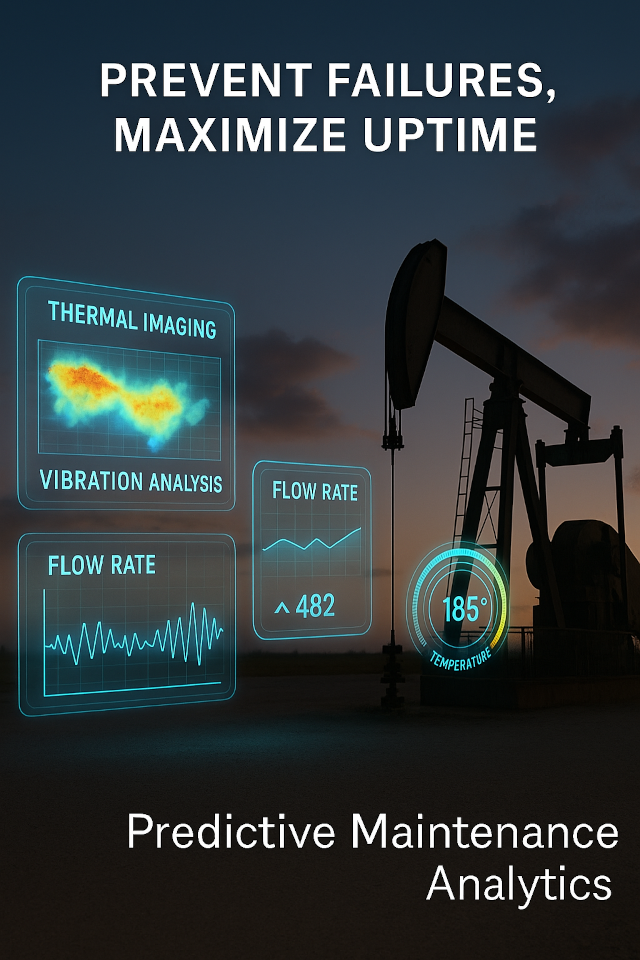 PREVENT FAILURES,
MAXIMIZE UPTIME
THERMAL IMAGING
VIBRATION ANALYSIS
FLOW RATE
FLOW RATE
^ 482
185°
TEMPERATURE
Predictive Maintenance
Analytics